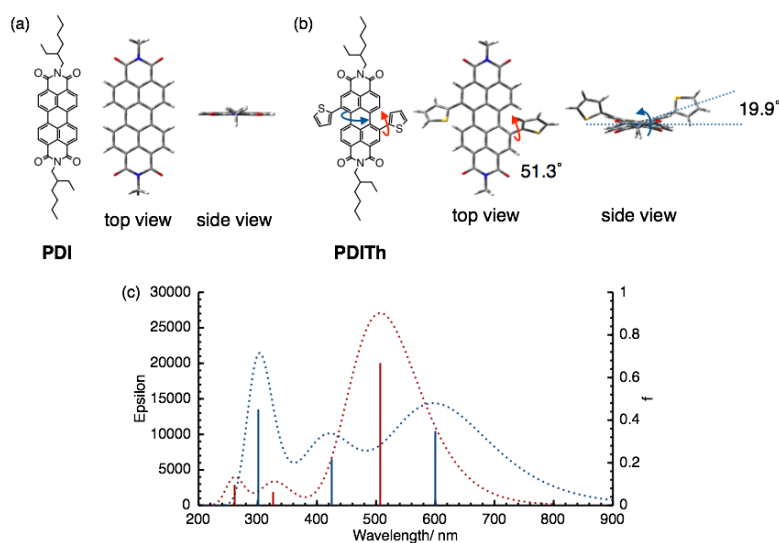 (a)
O
N
O
O
N
O
top view
side view
PDI
(b)
O
N
O
S
S
O
N
O
51.3°
19.9°
top view
side view
PDITh
(c)
30000
25000
20000
15000
10000
5000
0
Epsilon
1
0.8
0.6
0.4
0.2
0
f
200 300 400 500 600 700 800 900
Wavelength/ nm